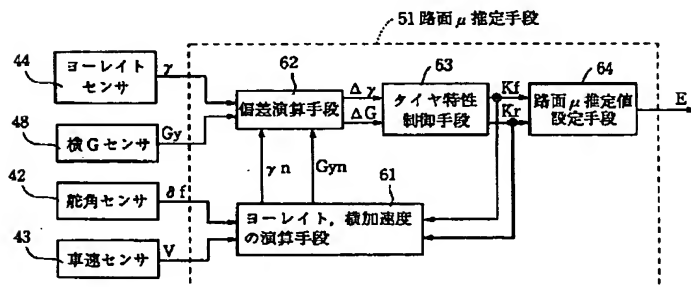 51 路面μ推定手段
44
ヨーレイト
センサ
γ
62
偏差演算手段
Δγ
ΔG
63
タイヤ特性
制御手段
Kf
Kr
64
路面μ推定値
設定手段
E
48
横Gセンサ
Gy
γn
Gyn
42
舵角センサ
δf
61
ヨーレイト,横加速度
の演算手段
43
車速センサ
V